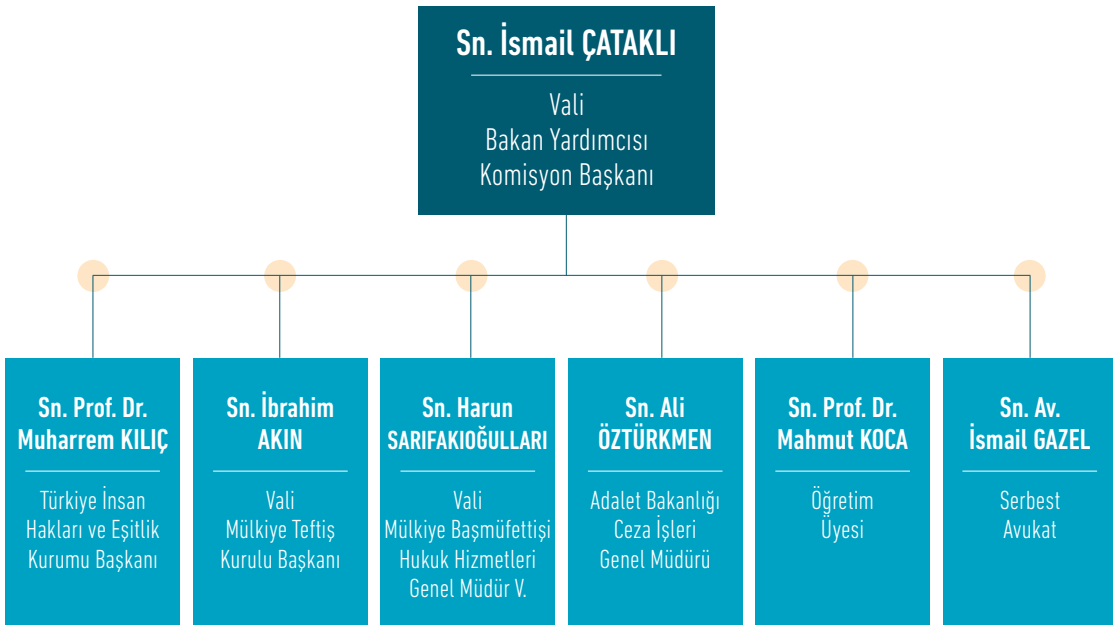 Sn. İsmail ÇATAKLI
Vali
Bakan Yardımcısı
Komisyon Başkanı
Sn. Prof. Dr.
Muharrem KILIÇ
Türkiye İnsan
Hakları ve Eşitlik
Kurumu Başkanı
Sn. İbrahim
AKIN
Vali
Mülkiye Teftiş
Kurulu Başkanı
Sn. Harun
SARIFAKIOĞULLARI
Vali
Mülkiye Başmüfettişi
Hukuk Hizmetleri
Genel Müdür V.
Sn. Ali
ÖZTÜRKMEN
Adalet Bakanlığı
Ceza İşleri
Genel Müdürü
Sn. Prof. Dr.
Mahmut KOCA
Öğretim
Üyesi
Sn. Av.
İsmail GAZEL
Serbest
Avukat